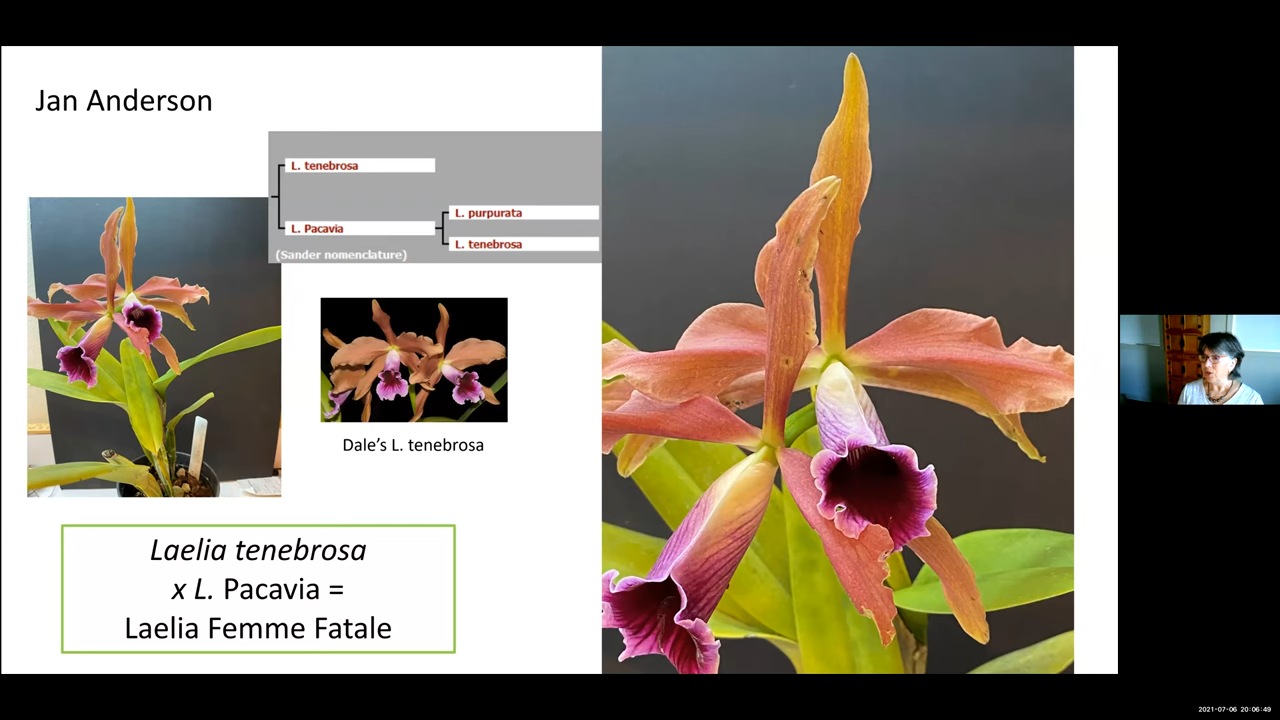 Jan Anderson
L. tenebrosa
L. purpurata
L. Pacavia
L. tenebrosa
(Sander nomenclature)
Dale's L. tenebrosa
Laelia tenebrosa
x L. Pacavia =
Laelia Femme Fatale
2021-07-06 20:06:49